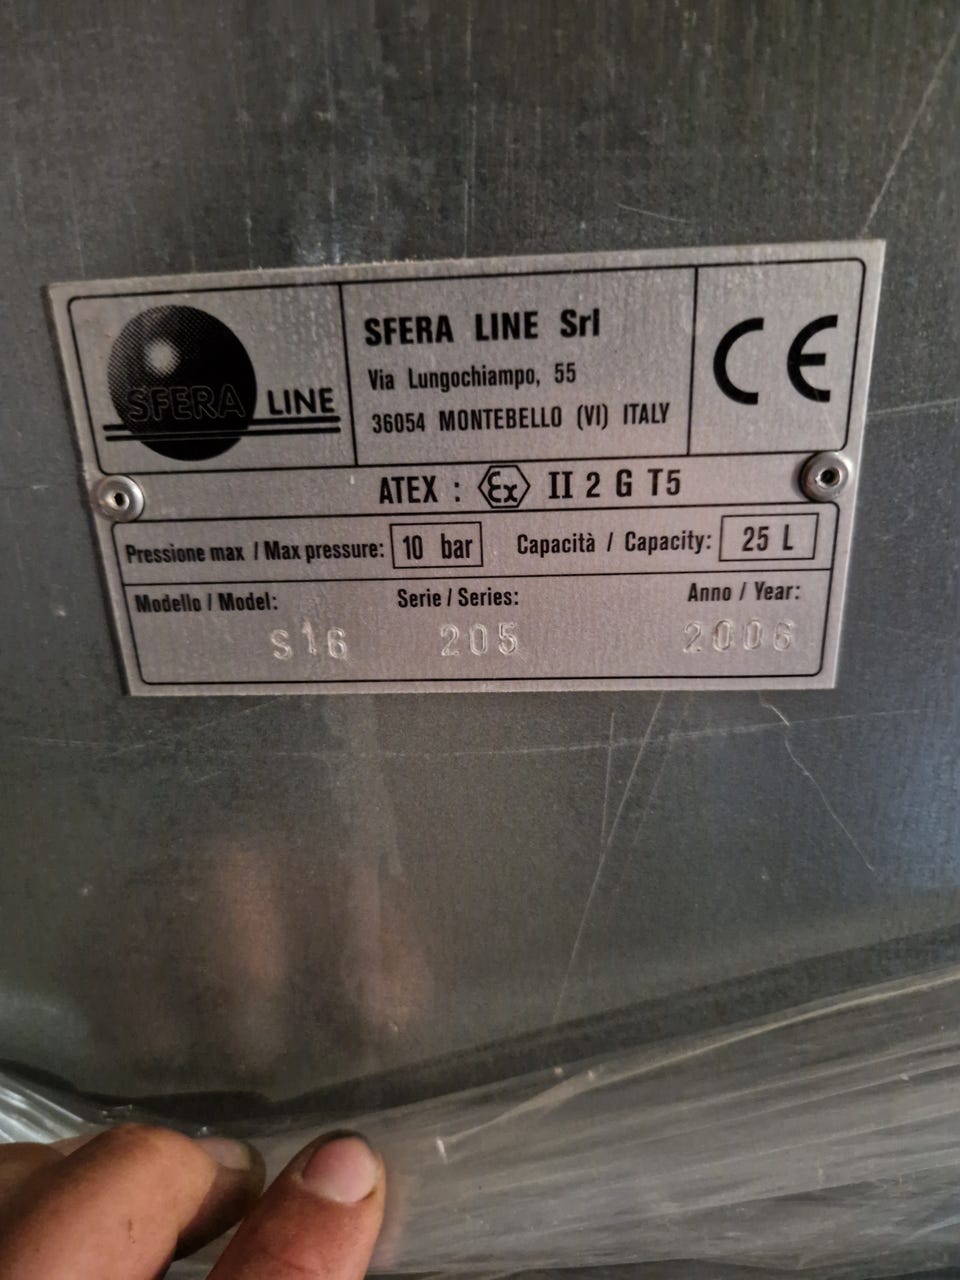 SFERA LINE
SFERA LINE Srl
Via Lungochiampo, 55
36054 MONTEBELLO (VI) ITALY
CE
ATEX : Ex II 2 G T5
Pressione max / Max pressure: 10 bar Capacità / Capacity: 25 L
Modello / Model: Serie / Series: Anno / Year:
S16 205 2006